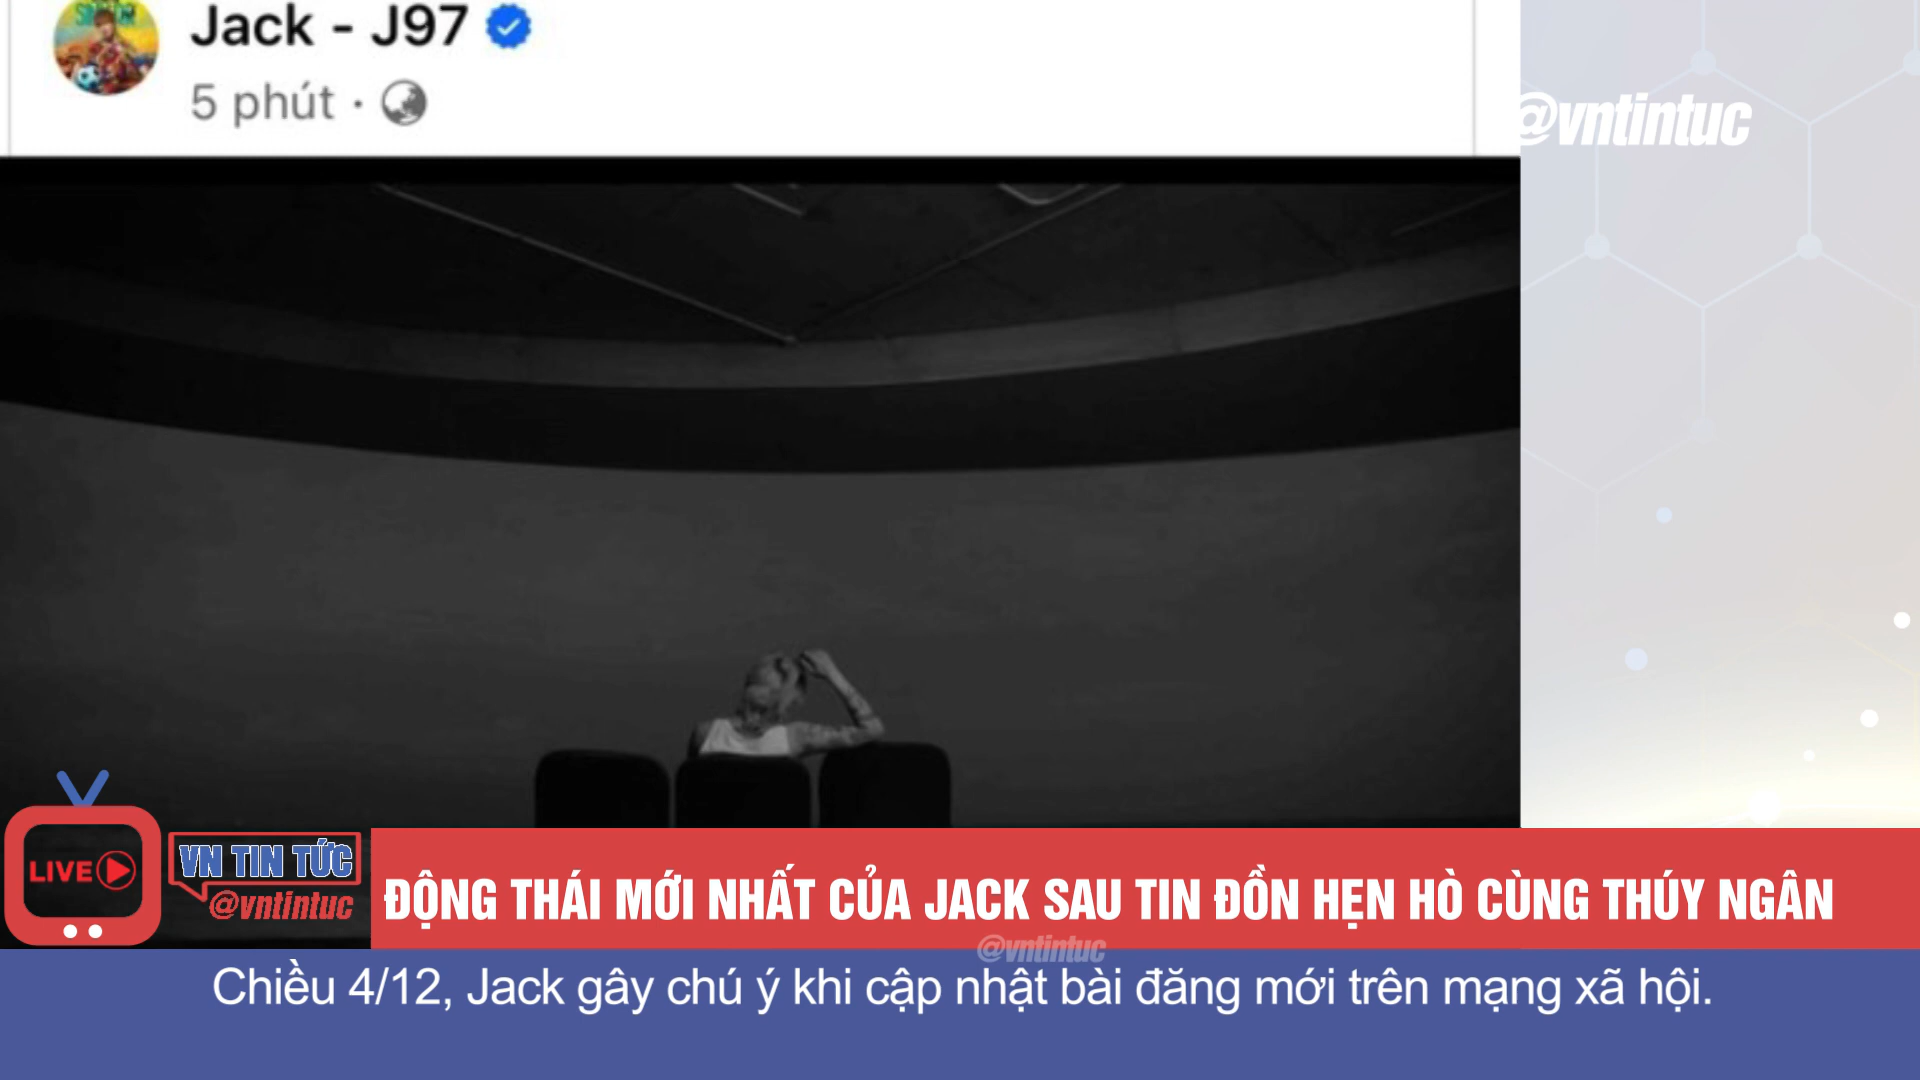 Jack - J97
5 phút ·
@vntintuc
LIVE
VN TIN TỨC
@vntintuc
ĐỘNG THÁI MỚI NHẤT CỦA JACK SAU TIN ĐỒN HẸN HÒ CÙNG THÚY NGÂN
@vntintuc
Chiều 4/12, Jack gây chú ý khi cập nhật bài đăng mới trên mạng xã hội.